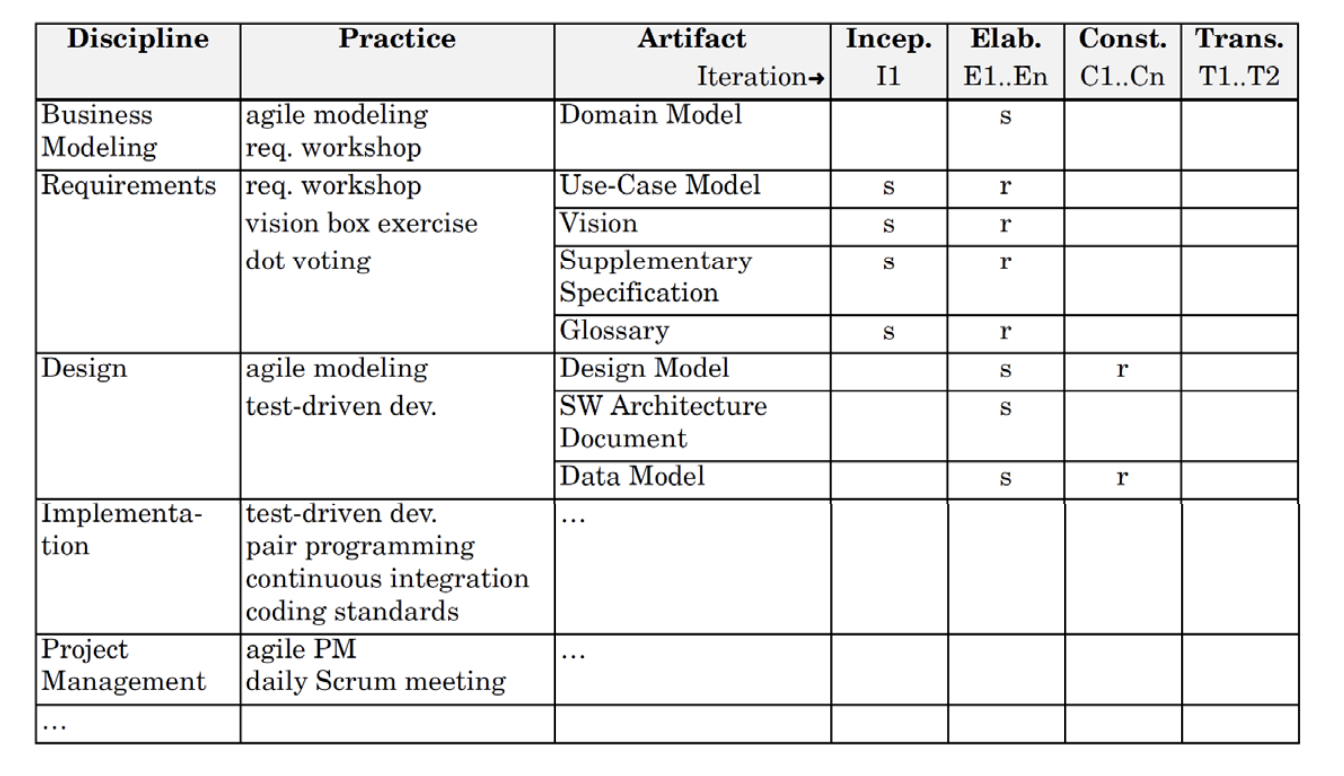 Discipline Practice Artifact Incep. Elab. Const. Trans.
Iteration➔ I1 E1..En C1..Cn T1..T2
Business agile modeling Domain Model s
Modeling req. workshop
Requirements req. workshop Use-Case Model s r
vision box exercise Vision s r
dot voting Supplementary s r
Specification
Glossary s r
Design agile modeling Design Model s r
test-driven dev. SW Architecture s
Document
Data Model s r
Implementa- test-driven dev. …
tion pair programming
continuous integration
coding standards
Project agile PM …
Management daily Scrum meeting
…